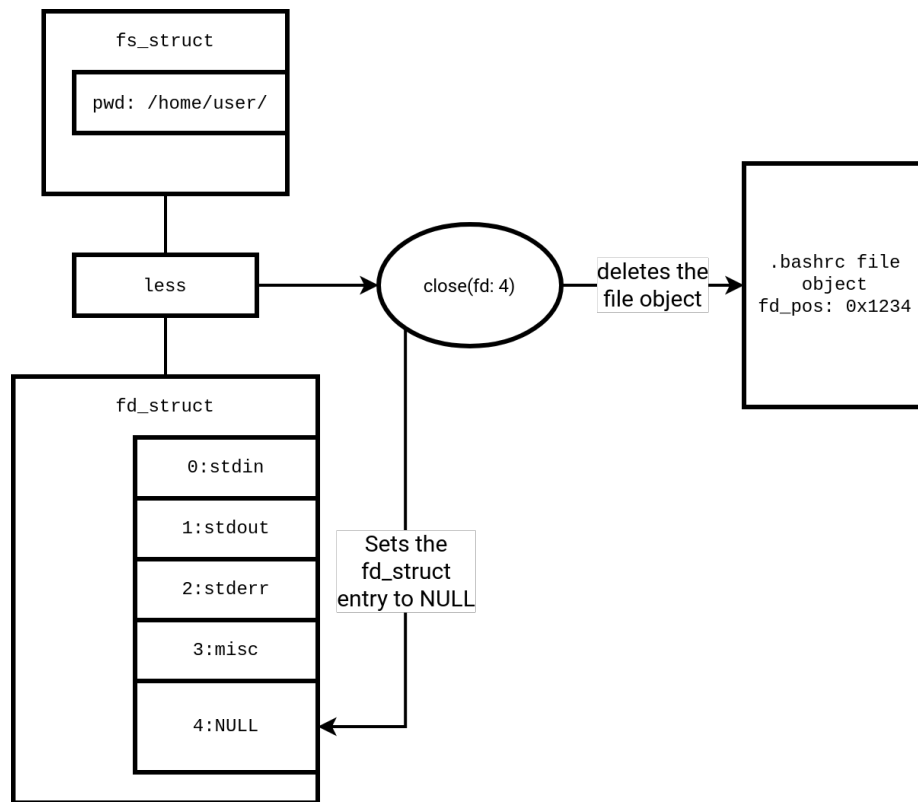 fs_struct
pwd: /home/user/
less
close(fd: 4)
deletes the
file object
.bashrc file
object
fd_pos: 0x1234
fd_struct
0:stdin
1:stdout
2:stderr
3:misc
4:NULL
Sets the
fd_struct
entry to NULL